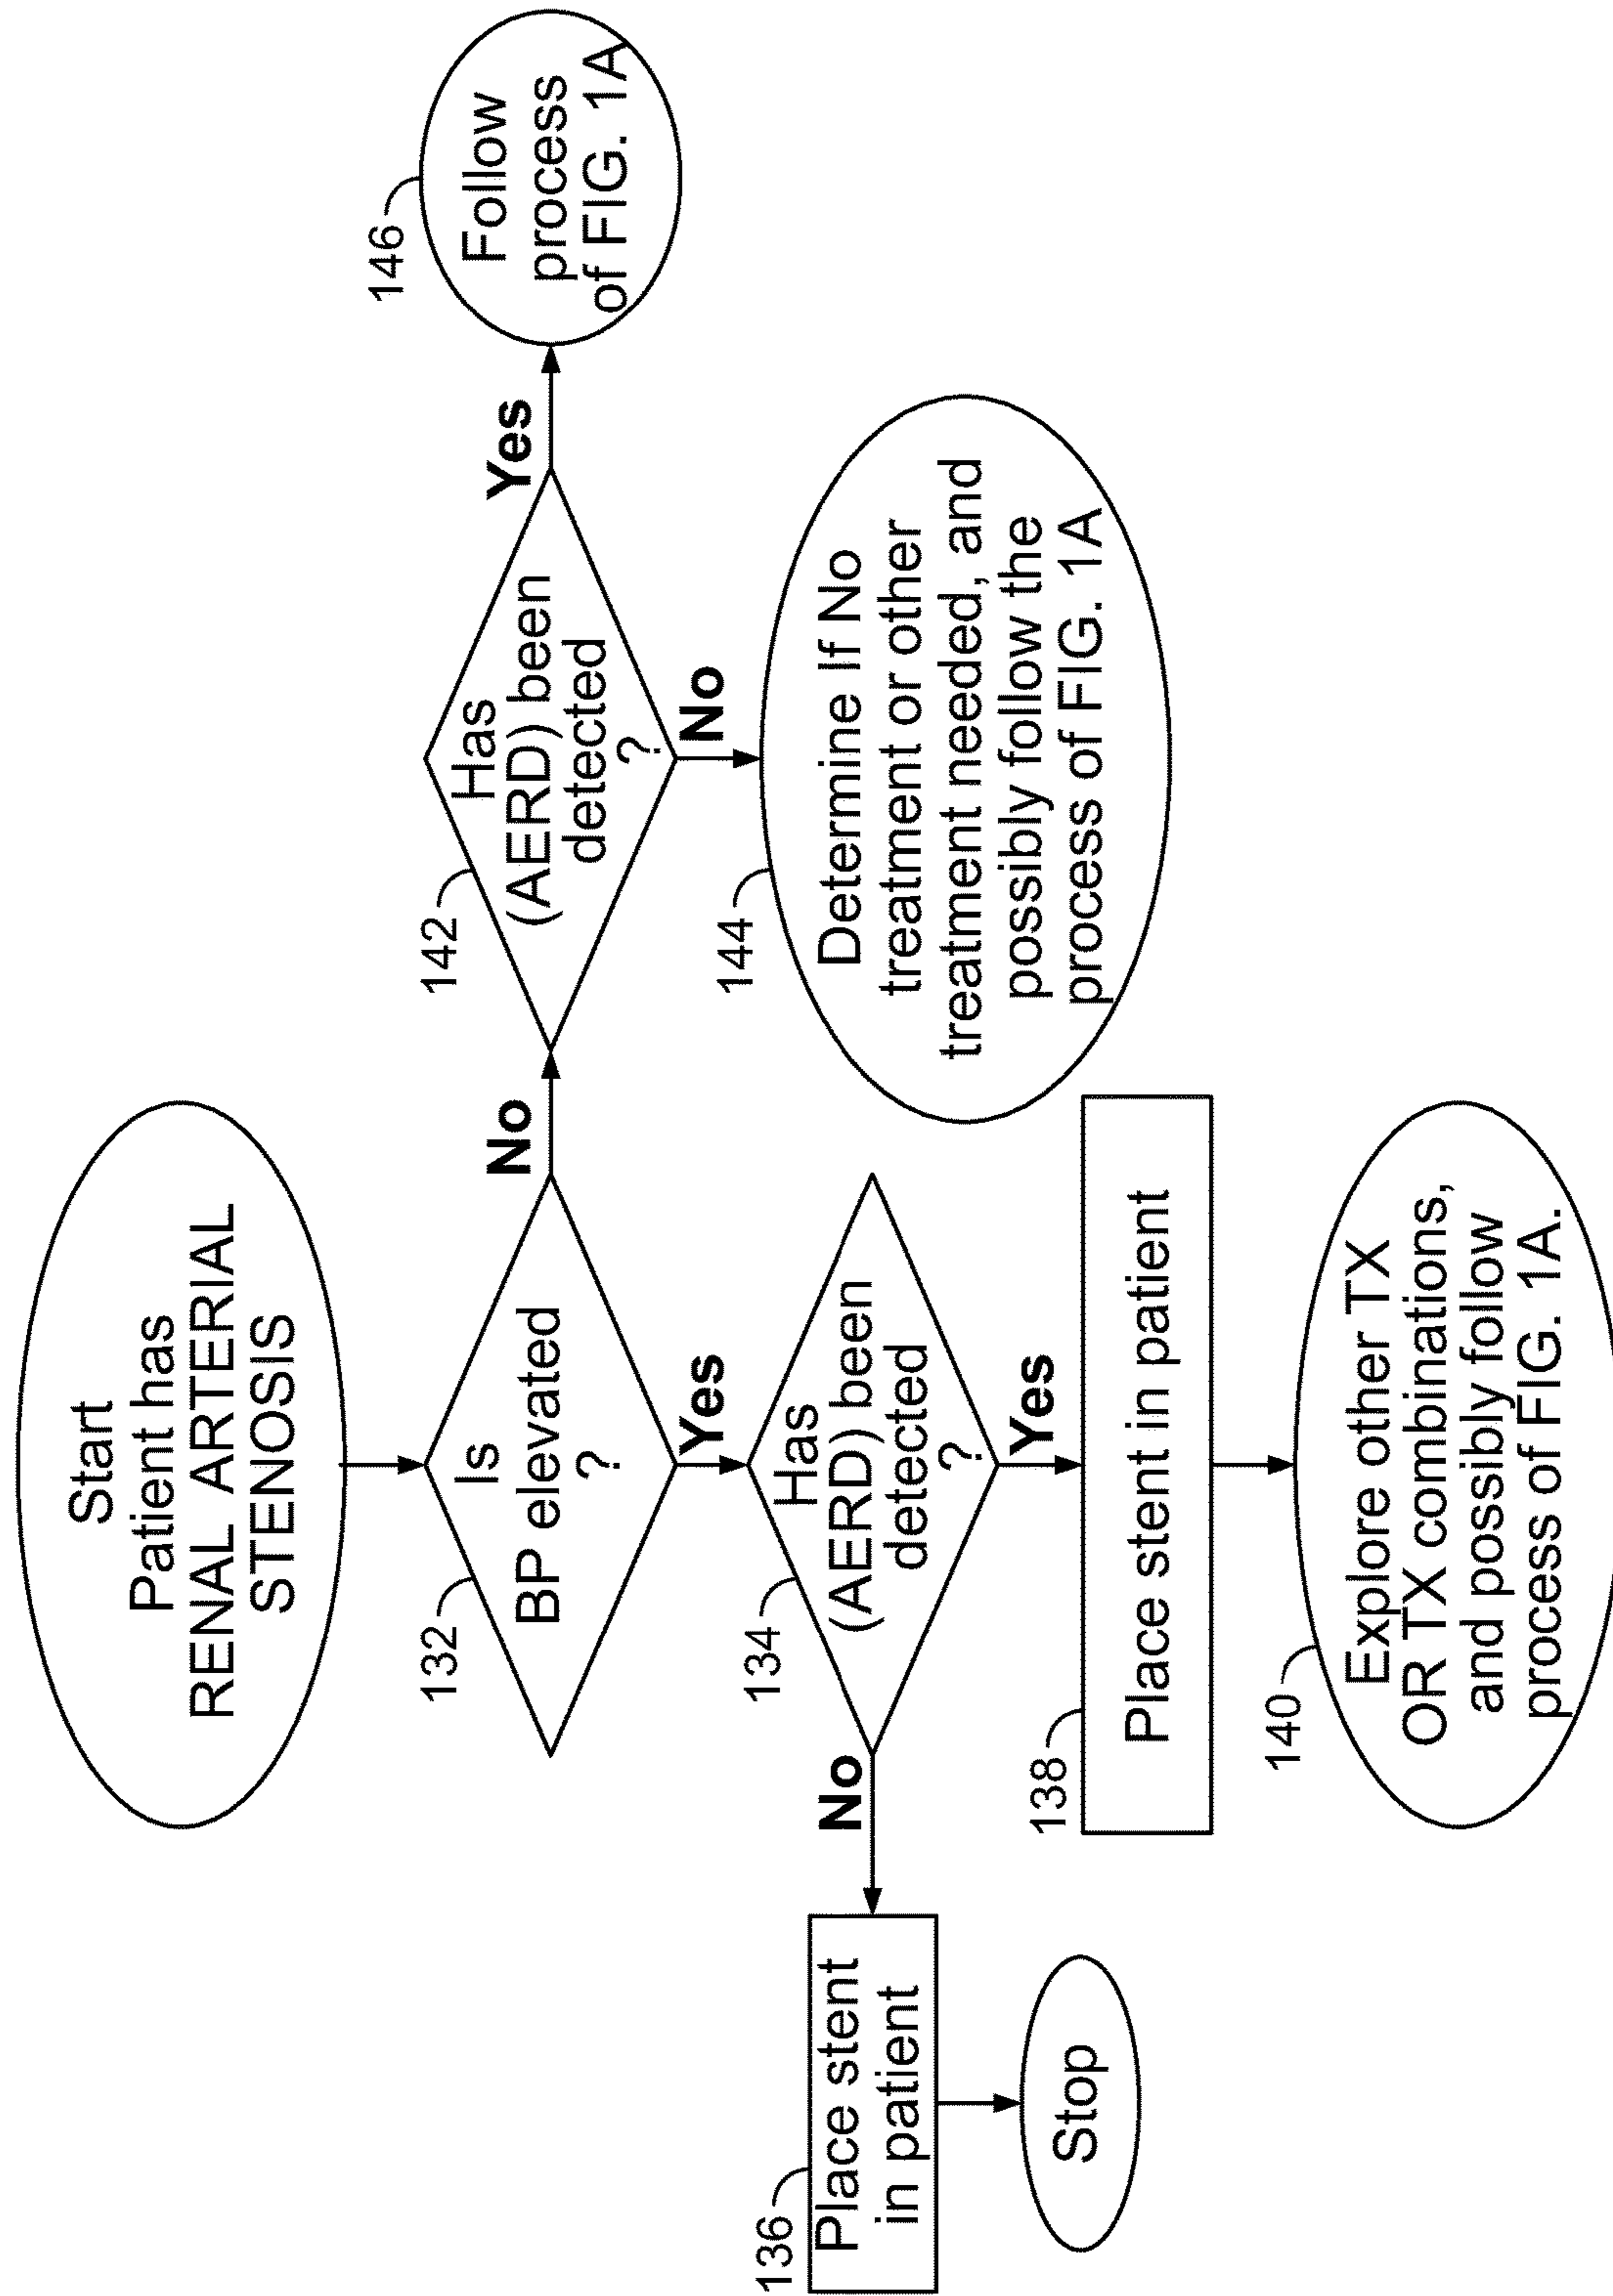 Start
Patient has
RENAL ARTERIAL
STENOSIS
132
Is
BP elevated
?
No
Yes
142
Has
(AERD) been
detected
?
Yes
146
Follow
process
of FIG. 1A
No
144
Determine If No
treatment or other
treatment needed, and
possibly follow the
process of FIG. 1A
134
Has
(AERD) been
detected
?
No
136
Place stent
in patient
Stop
Yes
138
Place stent in patient
140
Explore other TX
OR TX combinations,
and possibly follow
process of FIG. 1A.